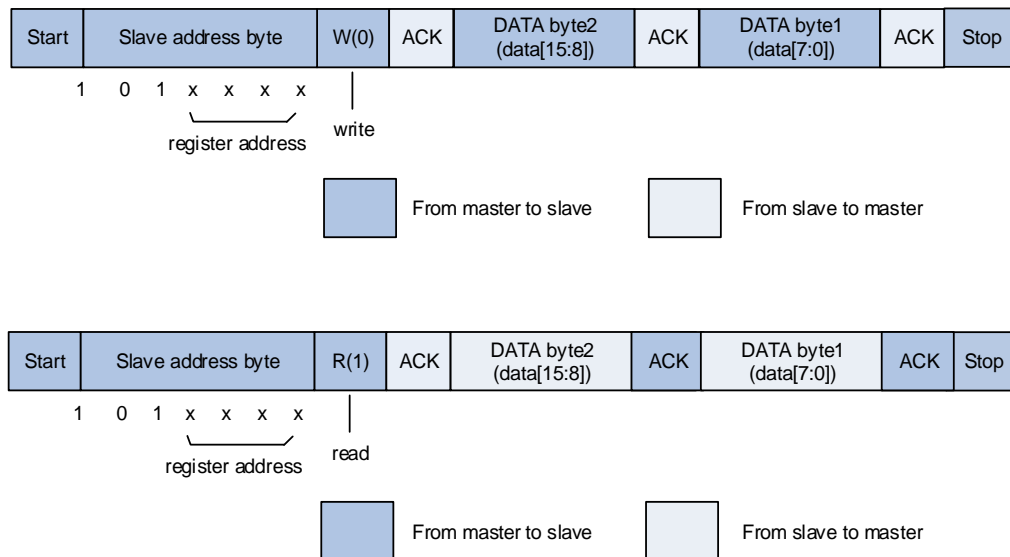 Start Slave address byte W(0) ACK DATA byte2 (data[15:8]) ACK DATA byte1 (data[7:0]) ACK Stop
1 0 1 x x x x
register address
write
From master to slave From slave to master
Start Slave address byte R(1) ACK DATA byte2 (data[15:8]) ACK DATA byte1 (data[7:0]) ACK Stop
1 0 1 x x x x
register address
read
From master to slave From slave to master